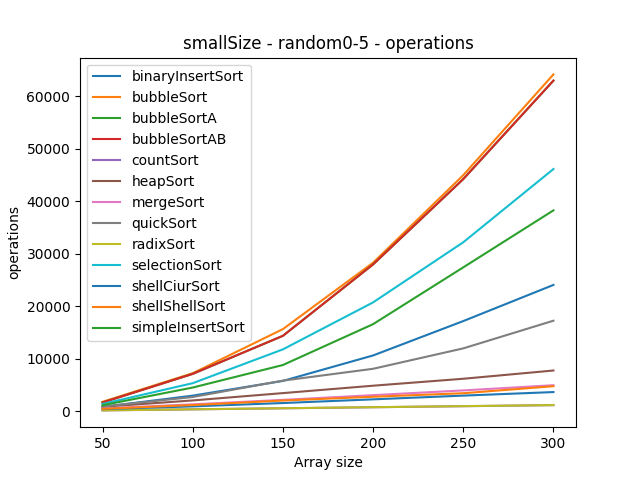 smallSize - random0-5 - operations
binaryInsertSort
bubbleSort
bubbleSortA
bubbleSortAB
countSort
heapSort
mergeSort
quickSort
radixSort
selectionSort
shellCiurSort
shellShellSort
simpleInsertSort
operations
60000
50000
40000
30000
20000
10000
0
50 100 150 200 250 300
Array size